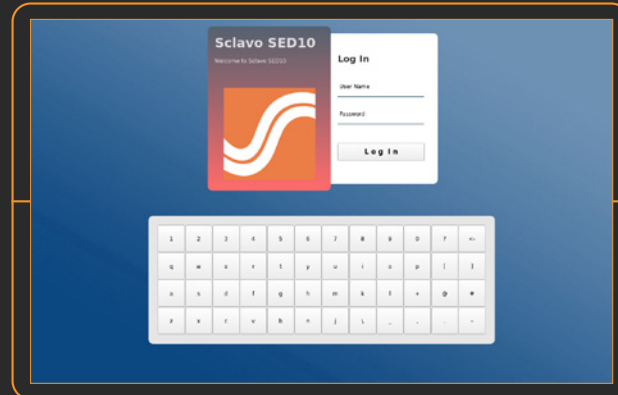 Sclavo SED10
Welcome to Sclavo SED10
Log In
User Name
Password
Log In
1 2 3 4 5 6 7 8 9 0 ? <-
q w e r t y u i o p [ ]
a s d f g h m k l + @ #
z x c v b n j \ _ , . -